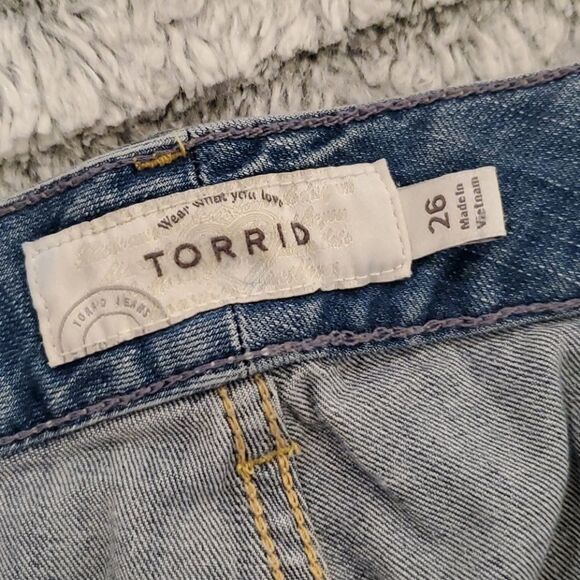 Wear what you love
TORRID
TORRID JEANS
26
Made In
Vietnam